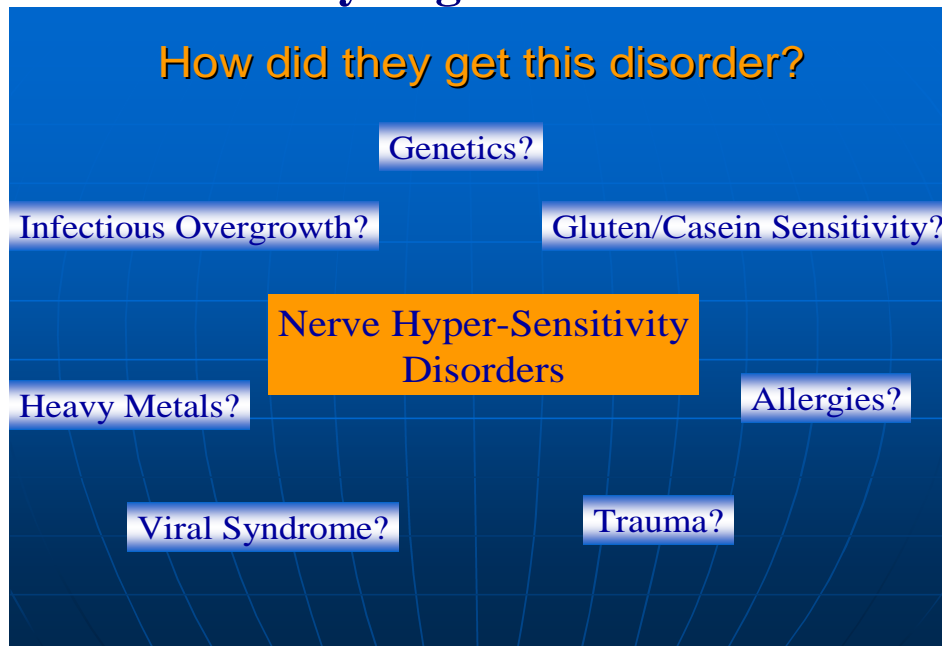 How did they get this disorder?
Genetics?
Infectious Overgrowth?
Gluten/Casein Sensitivity?
Nerve Hyper-Sensitivity
Disorders
Heavy Metals?
Allergies?
Viral Syndrome?
Trauma?